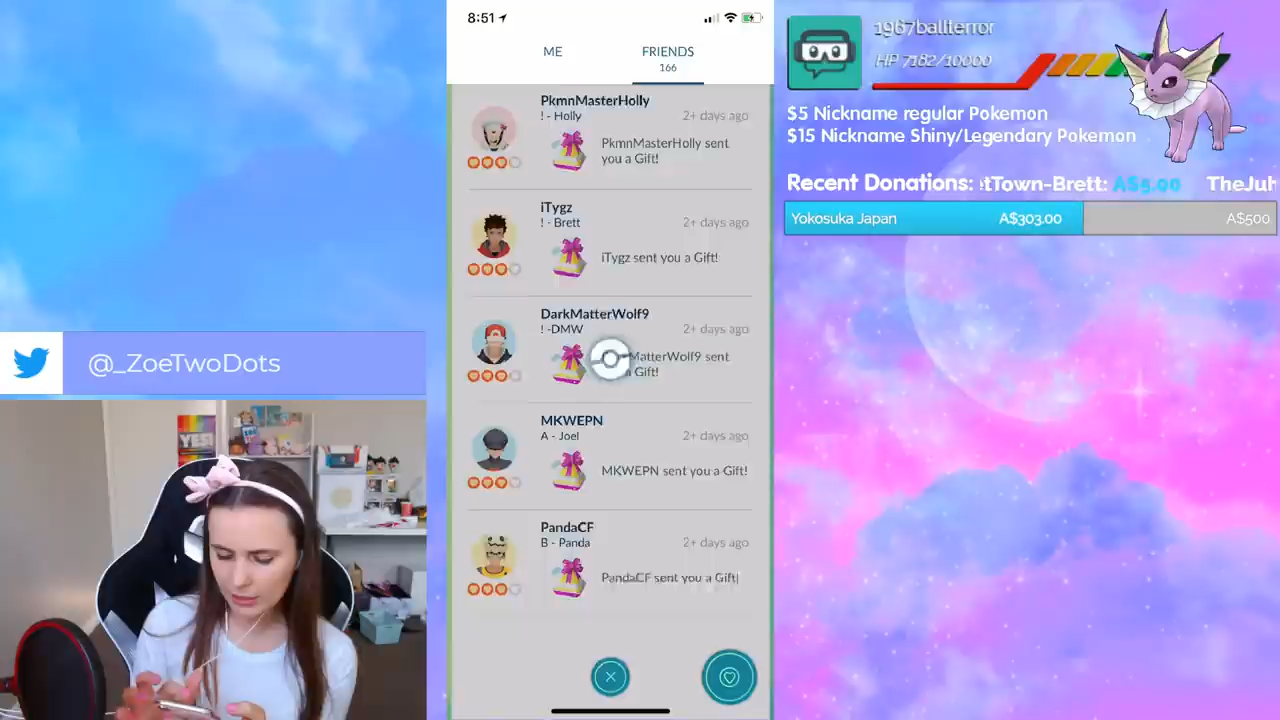 8:51
ME
FRIENDS
166
PkmnMasterHolly
! - Holly
2+ days ago
PkmnMasterHolly sent
you a Gift!
iTygz
! - Brett
2+ days ago
iTygz sent you a Gift!
DarkMatterWolf9
! -DMW
2+ days ago
MatterWolf9 sent
Gift!
MKWEPN
A - Joel
2+ days ago
MKWEPN sent you a Gift!
PandaCF
B - Panda
2+ days ago
PandaCF sent you a Gift
1967ballterror
HP 7182/10000
$5 Nickname regular Pokemon
$15 Nickname Shiny/Legendary Pokemon
Recent Donations: tTown-Brett: A$5.00 TheJuh
Yokosuka Japan A$303.00 A$500
@_ZoeTwoDots
YES!